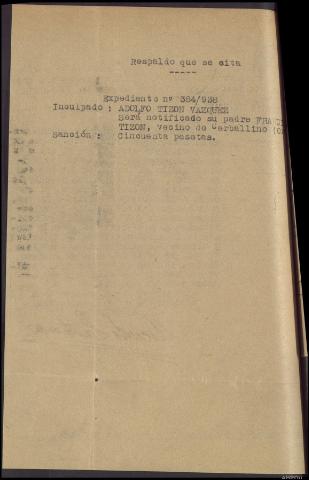 Respaldo que se cita
-----
Expediente nº 384/938
Inculpado : ADOLFO TIZON VAZQUEZ
Será notificado su padre
TIZON, vecino de Carballino
Sanción : Cincuenta pesetas.